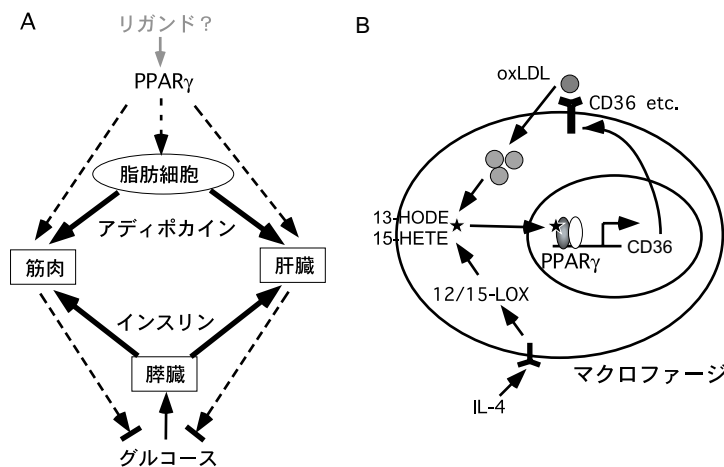 A
リガンド？
PPARγ
脂肪細胞
アディポカイン
筋肉
肝臓
インスリン
膵臓
グルコース
B
oxLDL
CD36 etc.
13-HODE
15-HETE
PPARγ
CD36
12/15-LOX
マクロファージ
IL-4